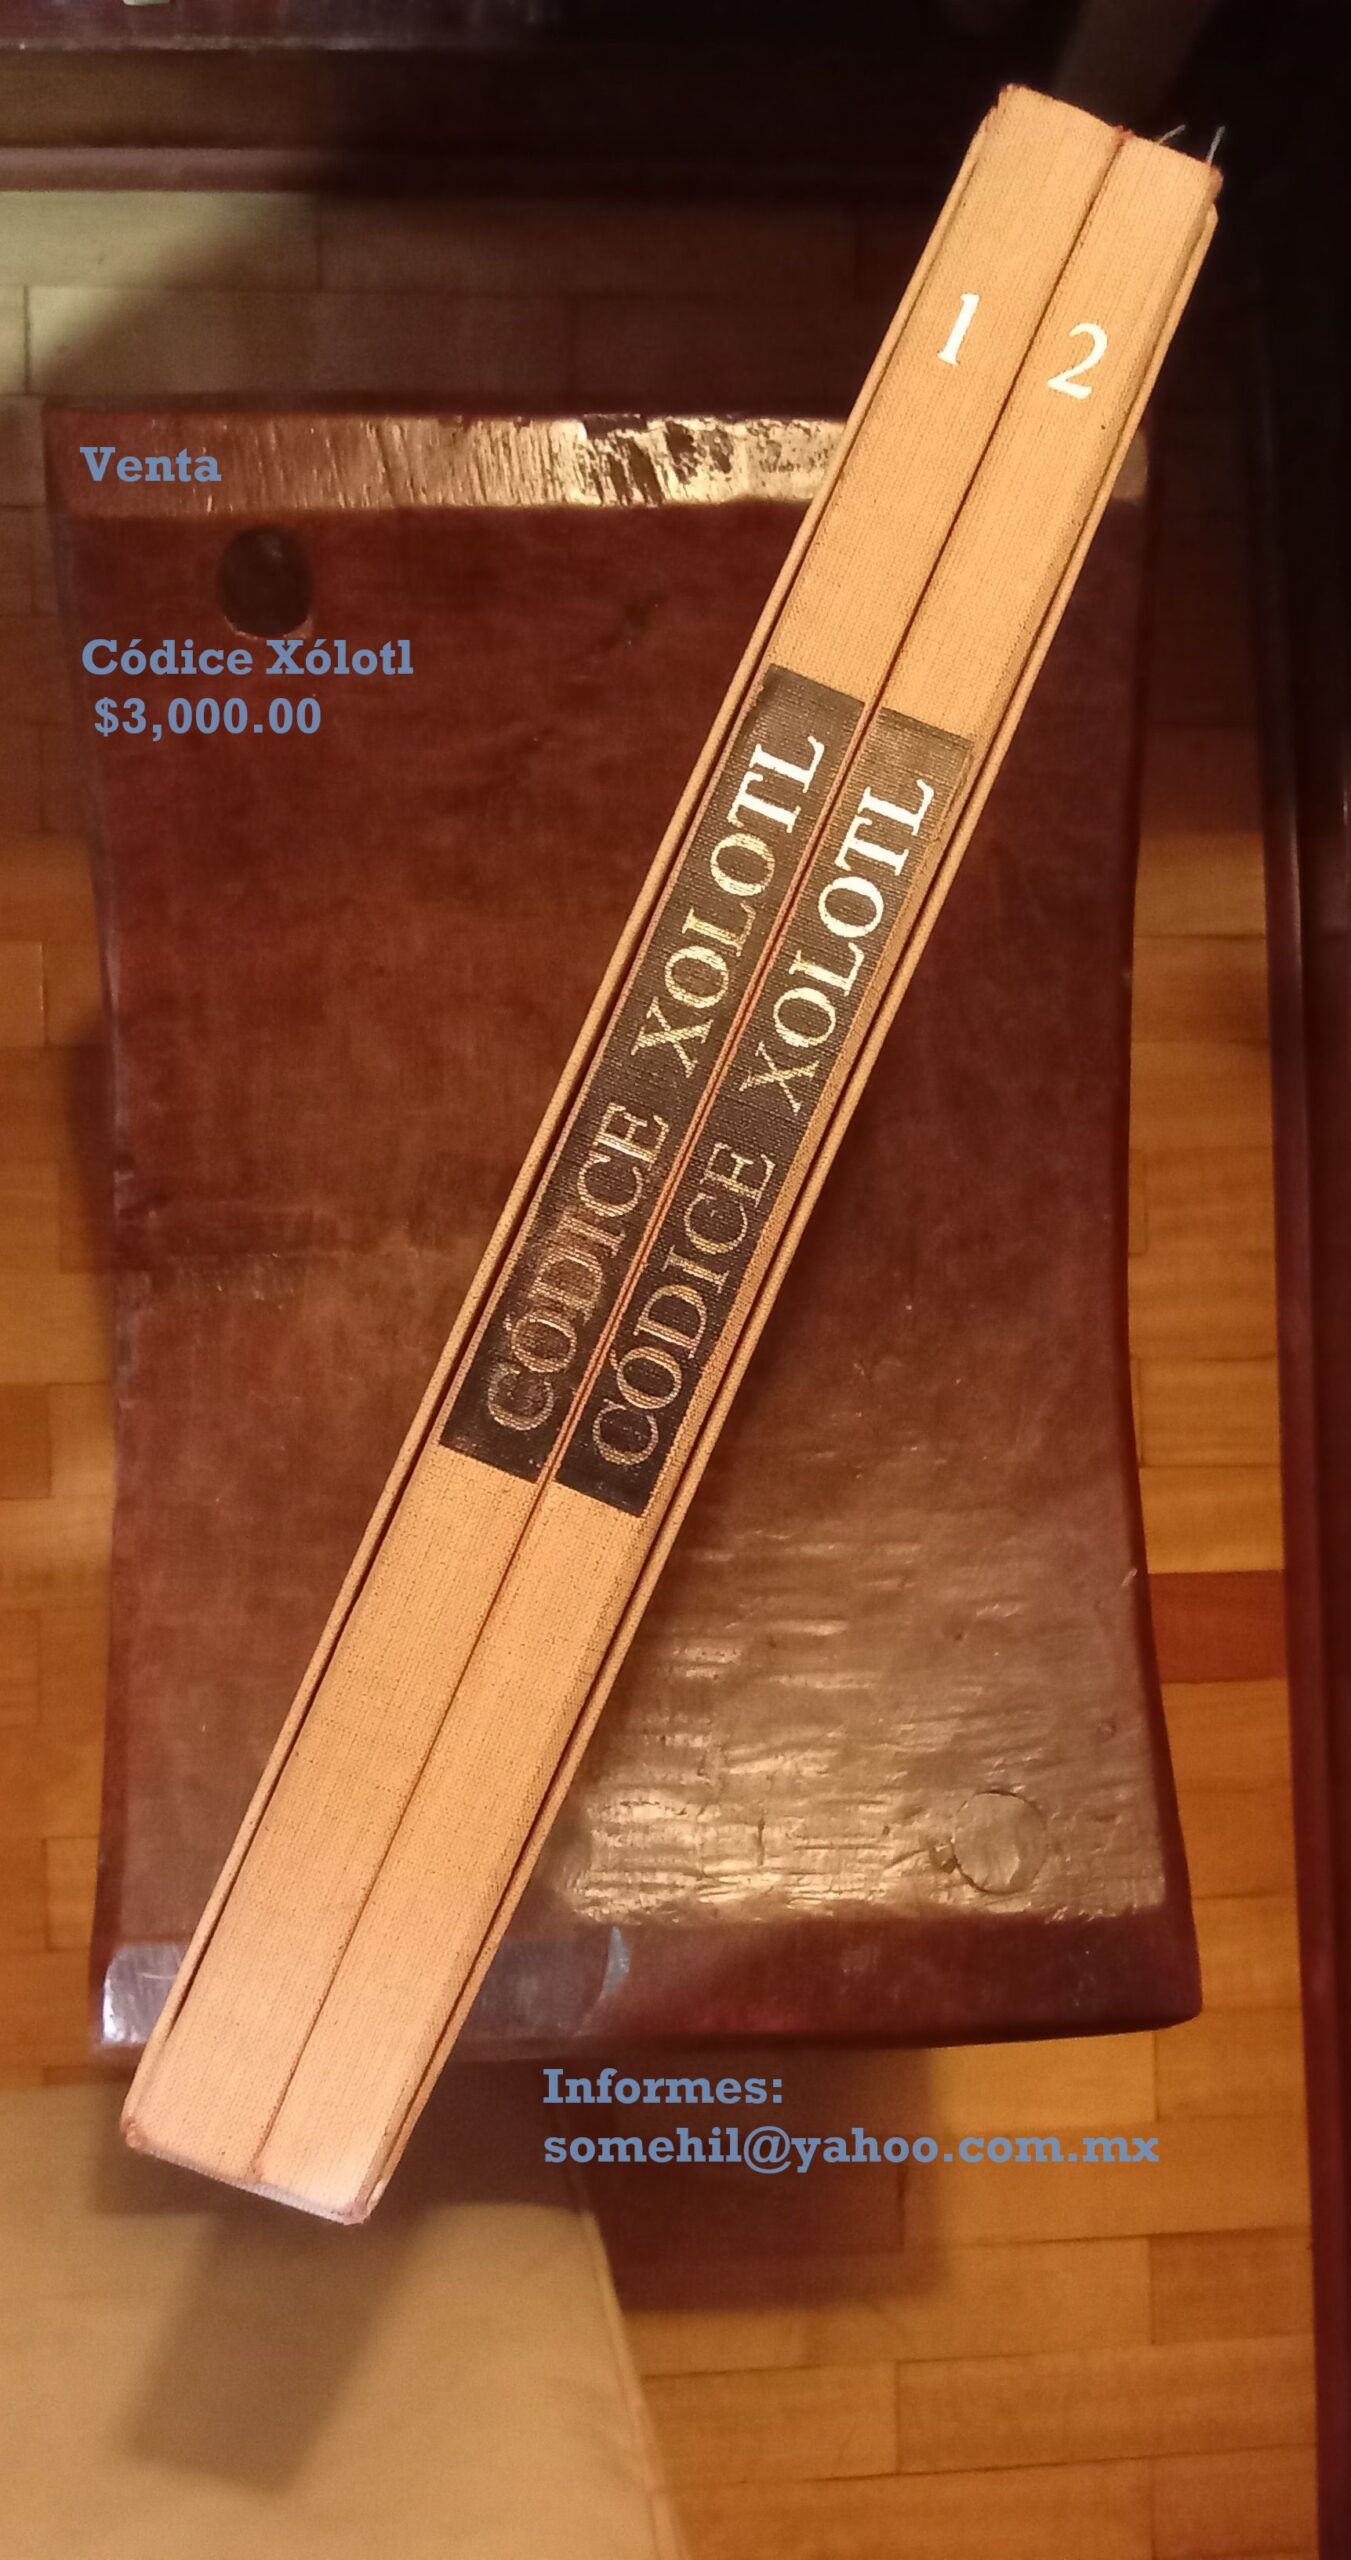 1
2
Venta
Códice Xólotl
$3,000.00
CÓDICE XOLOTL
CÓDICE XOLOTL
Informes:
somehil@yahoo.com.mx